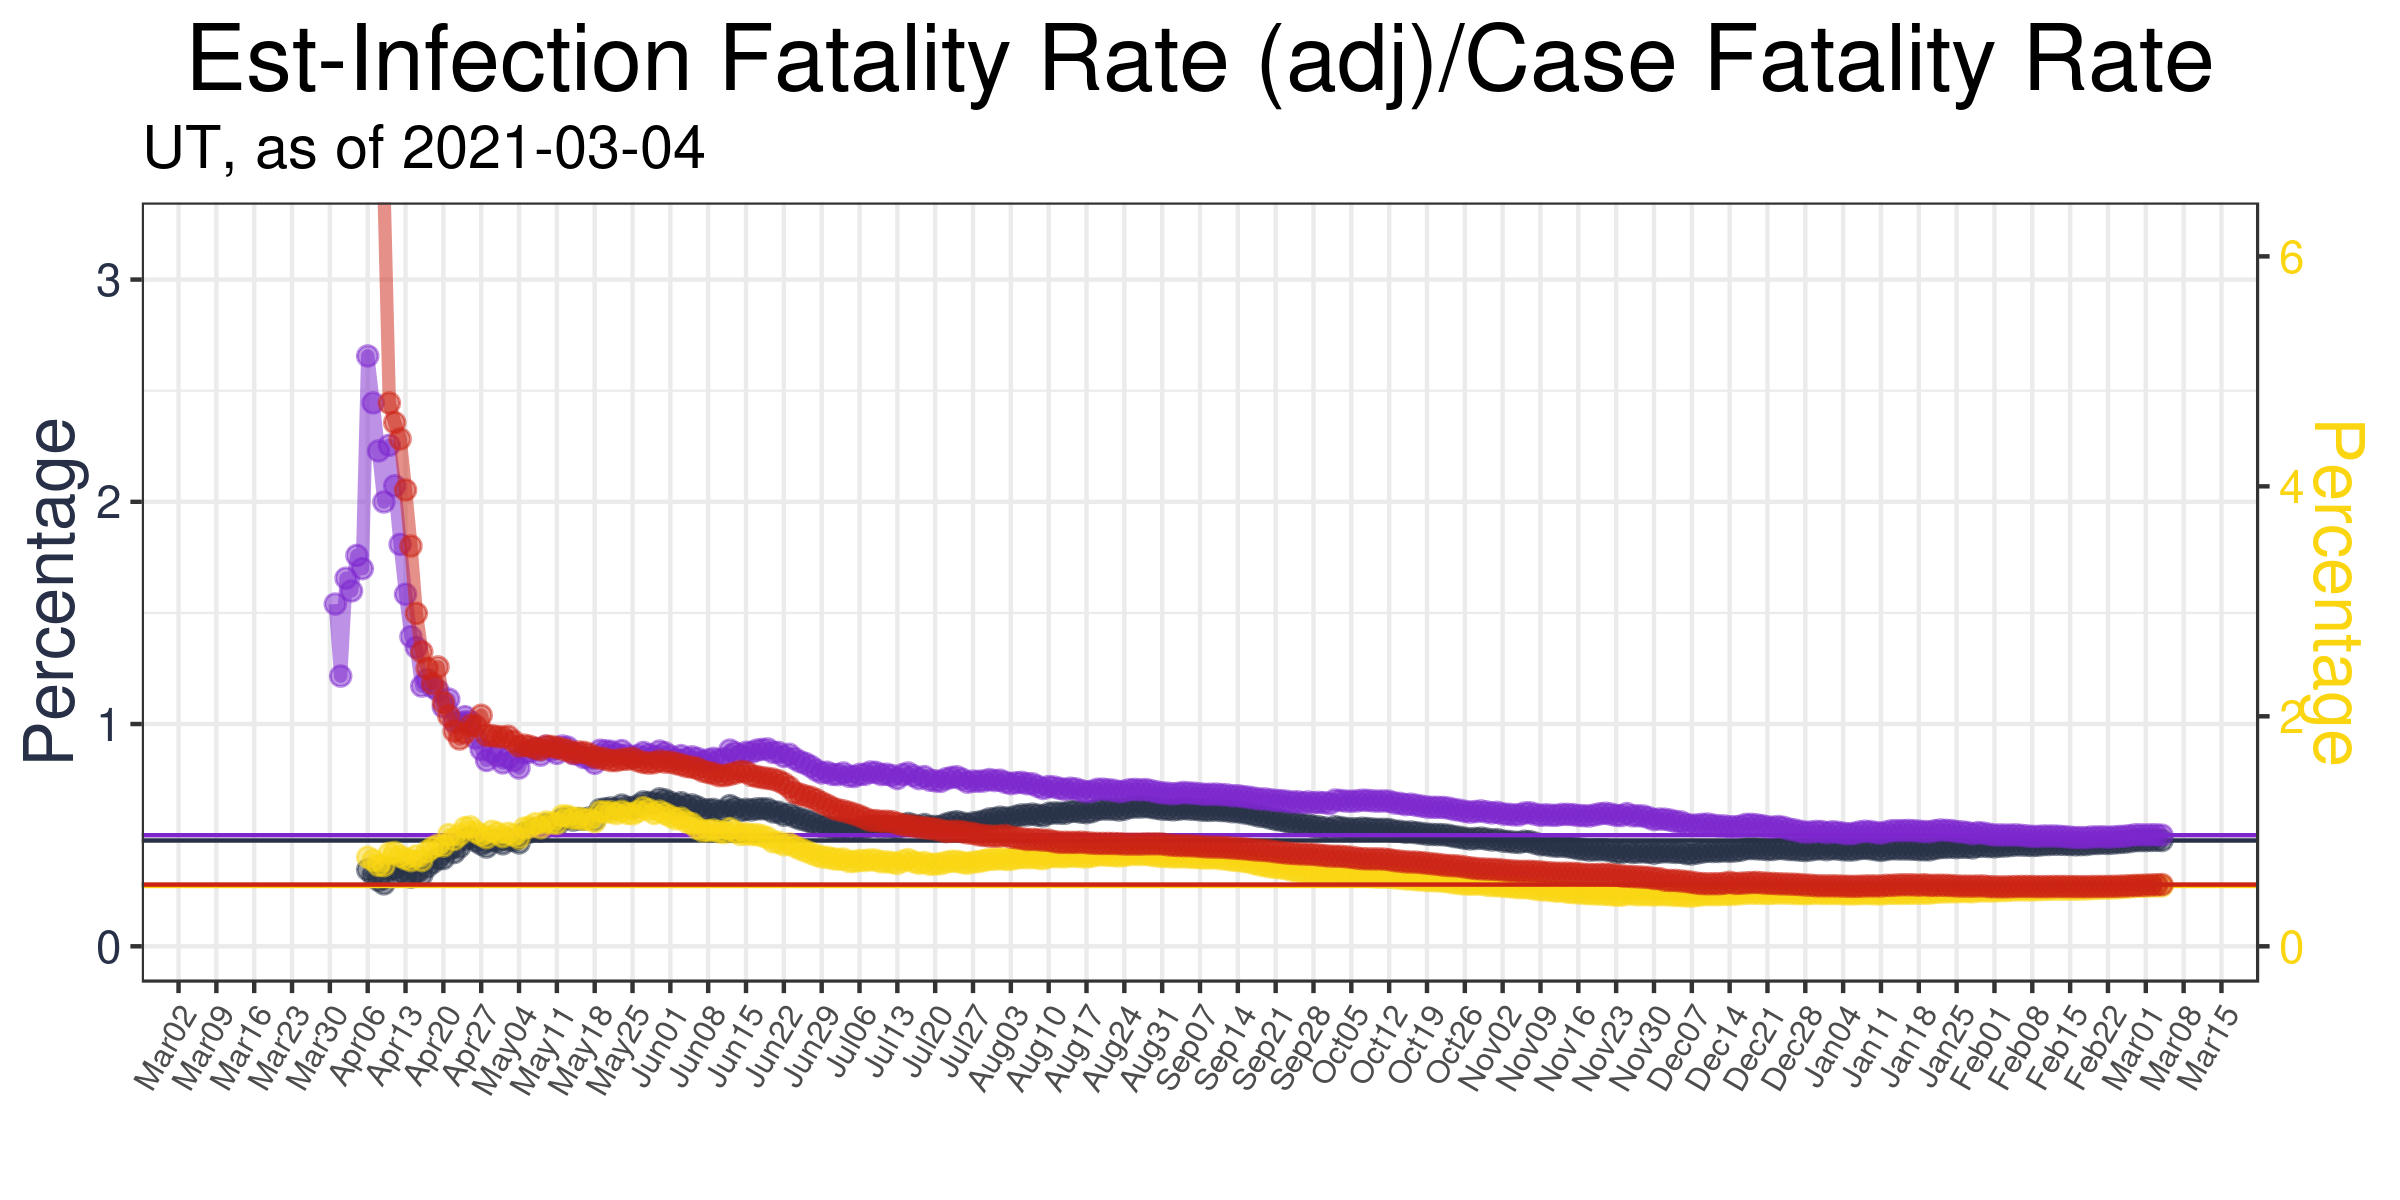 Est-Infection Fatality Rate (adj)/Case Fatality Rate
UT, as of 2021-03-04
Percentage
3
2
1
0
6
4
2
0
Percentage
Mar02
Mar09
Mar16
Mar23
Mar30
Apr06
Apr13
Apr20
Apr27
May04
May11
May18
May25
Jun01
Jun08
Jun15
Jun22
Jun29
Jul06
Jul13
Jul20
Jul27
Aug03
Aug10
Aug17
Aug24
Aug31
Sep07
Sep14
Sep21
Sep28
Oct05
Oct12
Oct19
Oct26
Nov02
Nov09
Nov16
Nov23
Nov30
Dec07
Dec14
Dec21
Dec28
Jan04
Jan11
Jan18
Jan25
Feb01
Feb08
Feb15
Feb22
Mar01
Mar08
Mar15